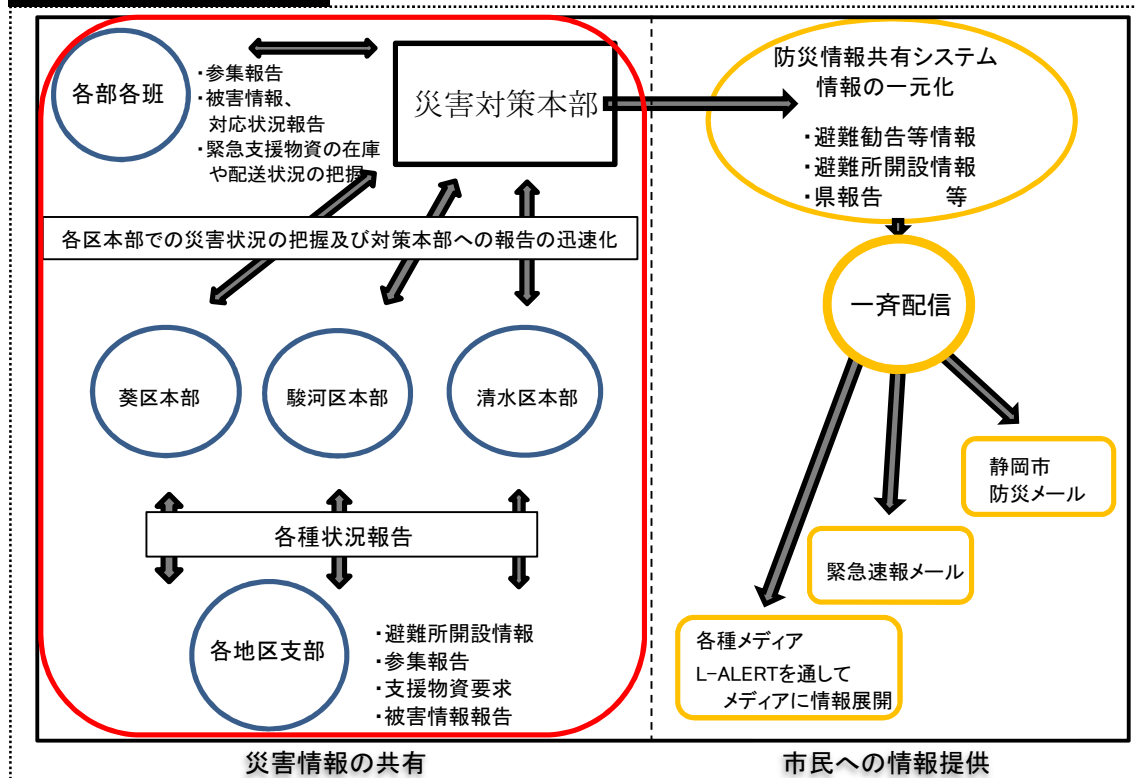 各部各班
・参集報告
・被害情報、
対応状況報告
・緊急支援物資の在庫
や配送状況の把握
災害対策本部
各区本部での災害状況の把握及び対策本部への報告の迅速化
葵区本部
駿河区本部
清水区本部
各種状況報告
各地区支部
・避難所開設情報
・参集報告
・支援物資要求
・被害情報報告
災害情報の共有
防災情報共有システム
情報の一元化
・避難勧告等情報
・避難所開設情報
・県報告　　等
一斉配信
静岡市
防災メール
緊急速報メール
各種メディア
L-ALERTを通して
メディアに情報展開
市民への情報提供